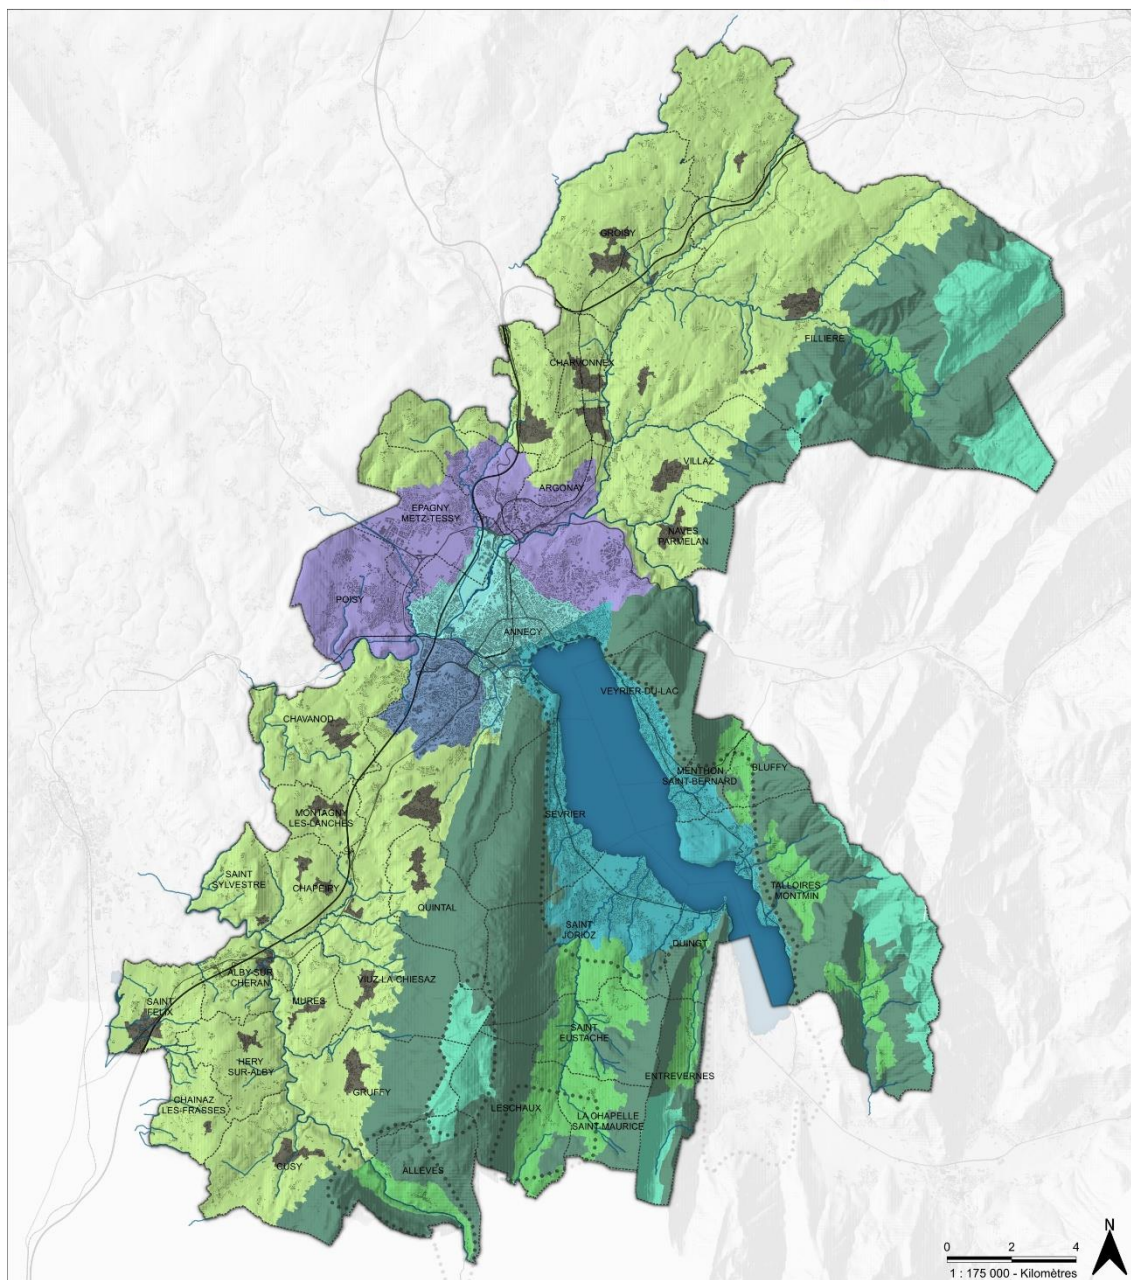 GROISY
FILLIERE
CHARVONNEX
VILLAZ
ARGONAY
EPAGNY
METZ-TESSY
NAVES
PARMELAN
POISY
ANNECY
VEYRIER-DU-LAC
CHAVANOD
MENTHON
SAINT-BERNARD
BLUFFY
MONTAGNY
LES-LANCHES
SEVRIER
SAINT
SYLVESTRE
CHAPEIRY
TALLOIRES
MONTMIN
QUINTAL
SAINT
JORIOZ
DUINGT
ALBY-SUR
CHERAN
VIUZ-LA-CHIESAZ
SAINT
FELIX
MURES
SAINT
EUSTACHE
HERY
SUR-ALBY
ENTREVERNES
GRUFFY
CHAINAZ
LES-FRASSES
LESCHAUX
LA CHAPELLE
SAINT-MAURICE
CUSY
ALLEVES
N
0 2 4
1 : 175 000 - Kilomètres